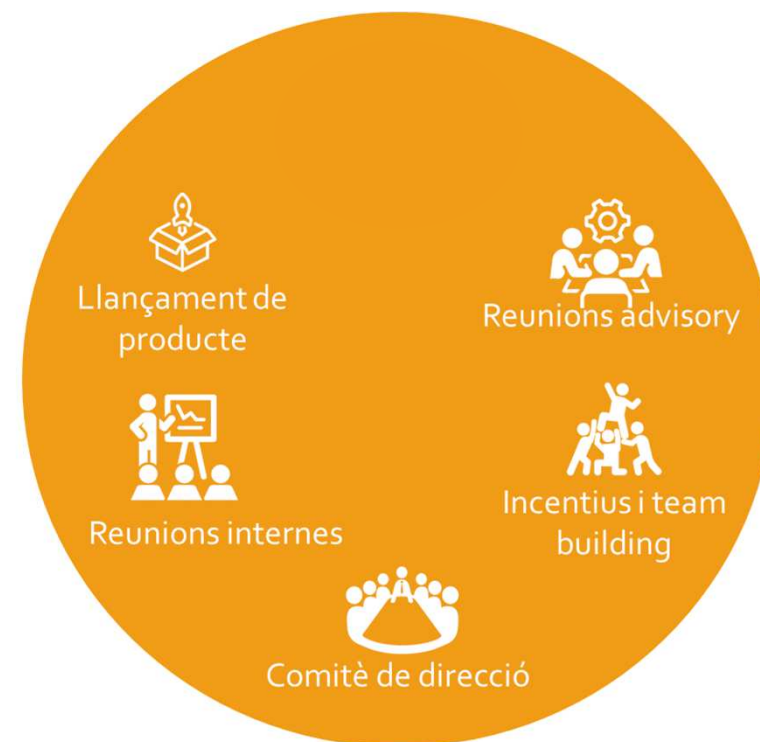 Llançament de
producte
Reunions advisory
Reunions internes
Incentius i team
building
Comitè de direcció